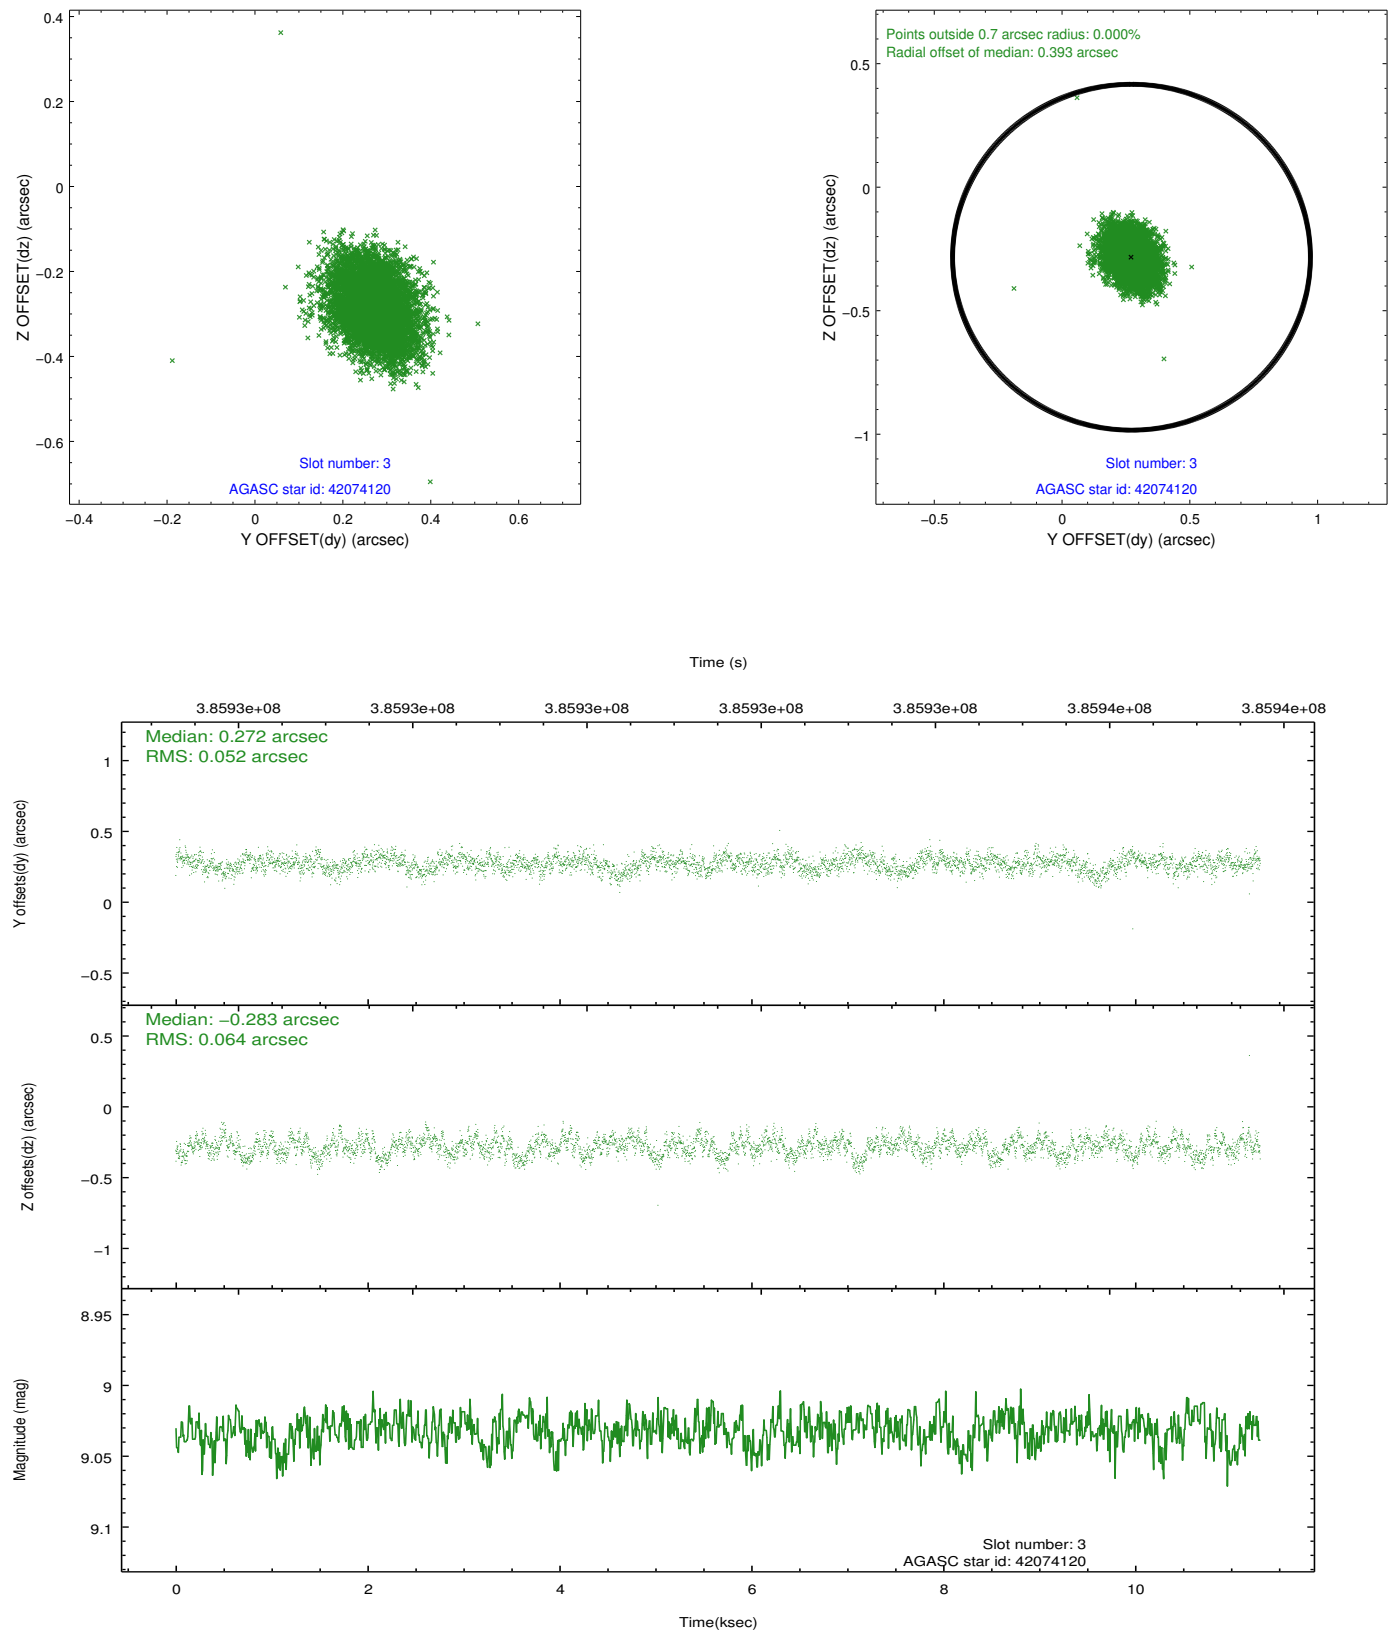 0.4
0.2
0
−0.2
−0.4
−0.6
Z OFFSET(dz) (arcsec)
Slot number: 3
AGASC star id: 42074120
−0.4 −0.2 0 0.2 0.4 0.6
Y OFFSET(dy) (arcsec)
Points outside 0.7 arcsec radius: 0.000%
Radial offset of median: 0.393 arcsec
0.5
0
−0.5
−1
Z OFFSET(dz) (arcsec)
Slot number: 3
AGASC star id: 42074120
−0.5 0 0.5 1
Y OFFSET(dy) (arcsec)
Time (s)
3.8593e+08 3.8593e+08 3.8593e+08 3.8593e+08 3.8593e+08 3.8594e+08 3.8594e+08
Median: 0.272 arcsec
RMS: 0.052 arcsec
1
0.5
0
−0.5
Y offsets(dy) (arcsec)
Median: −0.283 arcsec
RMS: 0.064 arcsec
0.5
0
−0.5
−1
Z offsets(dz) (arcsec)
8.95
9
9.05
9.1
Magnitude (mag)
Slot number: 3
AGASC star id: 42074120
0 2 4 6 8 10
Time(ksec)